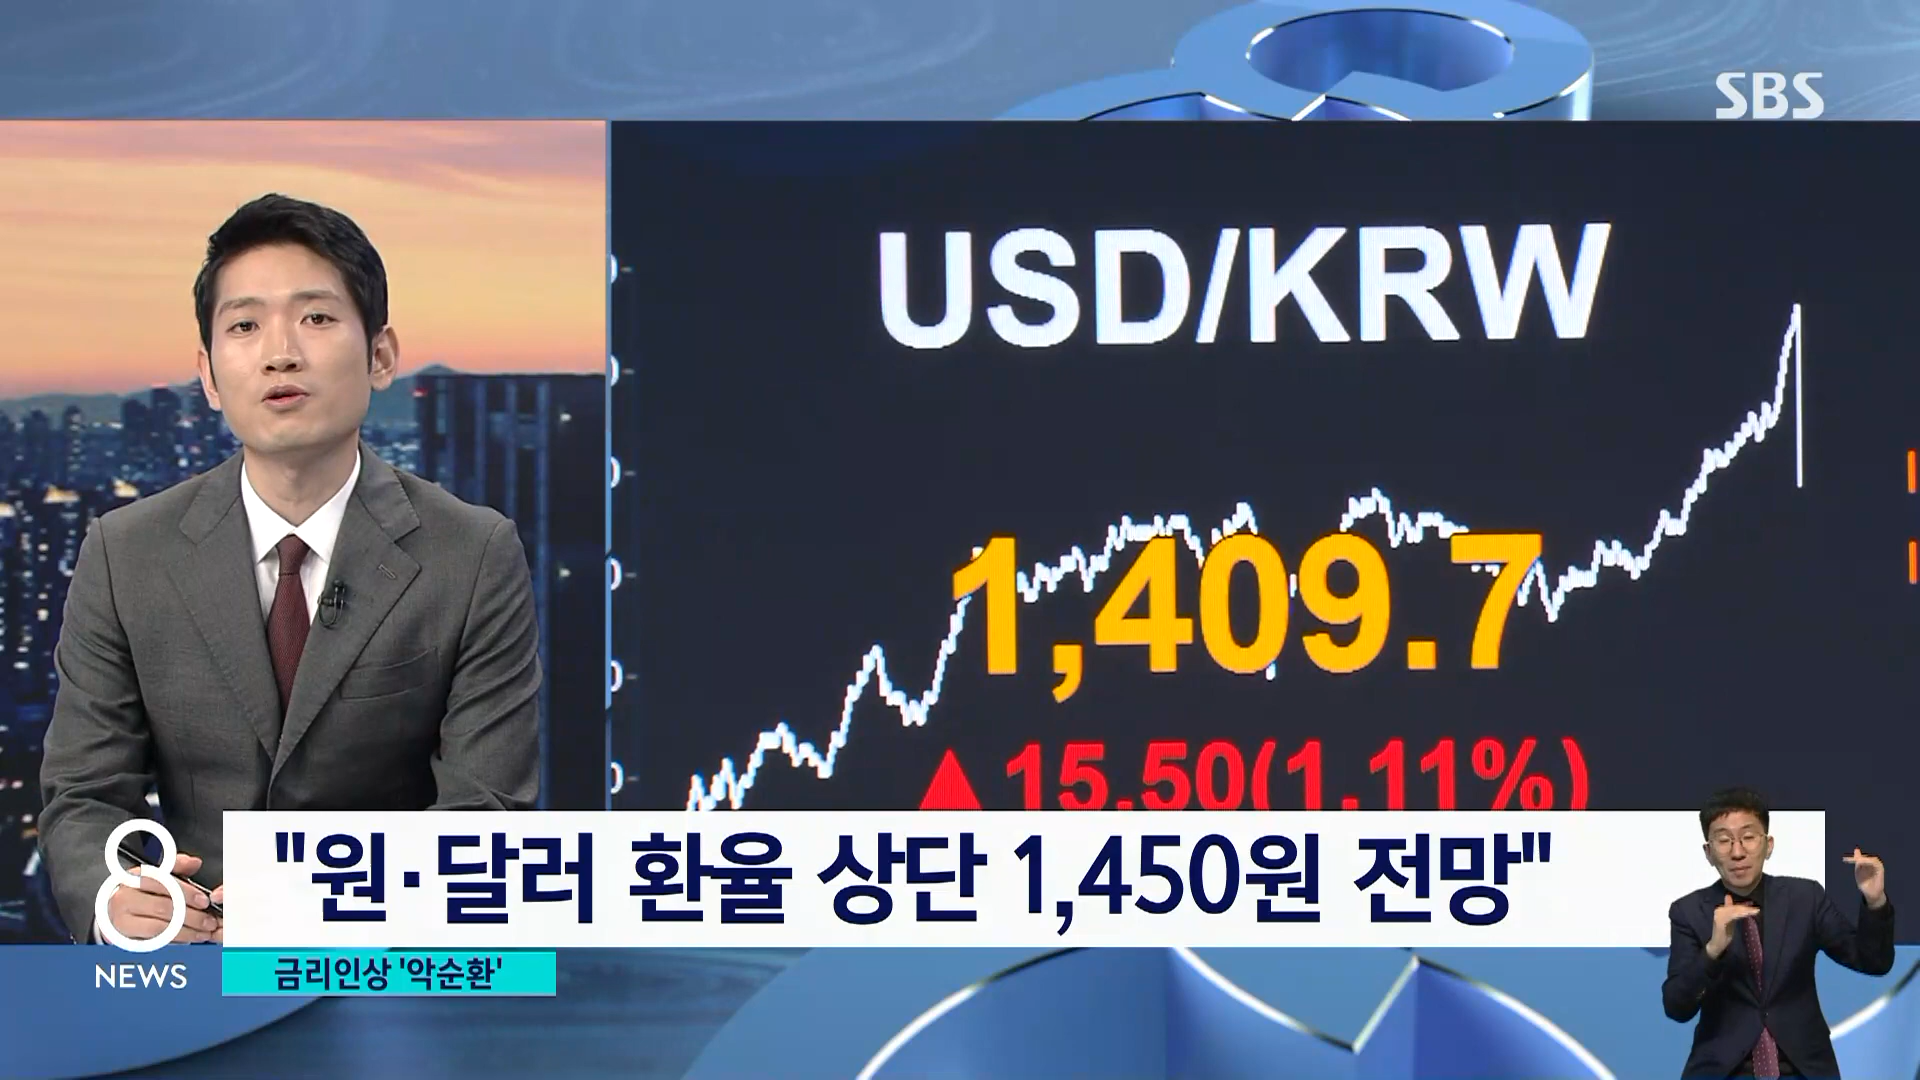 SBS
USD/KRW
1,409.7
▲15.50(1.11%)
"원·달러 환율 상단 1,450원 전망"
8
NEWS
금리인상 '악순환'